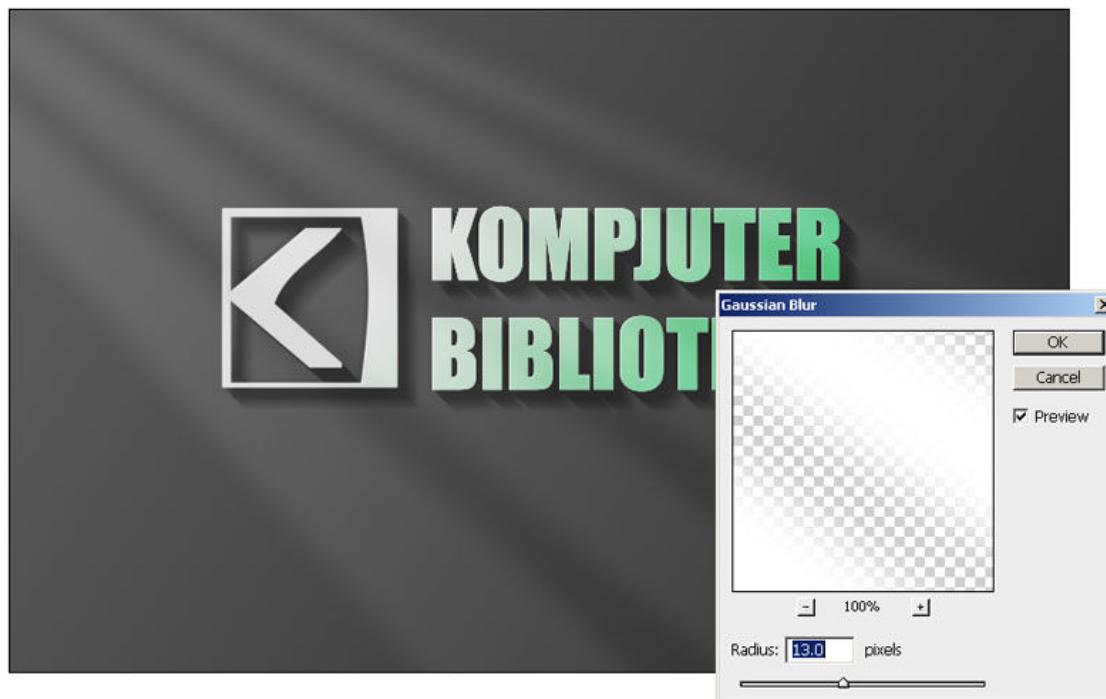 KOMPJUTER
BIBLIOT
Gaussian Blur
OK
Cancel
Preview
100%
Radius: 13.0 pixels